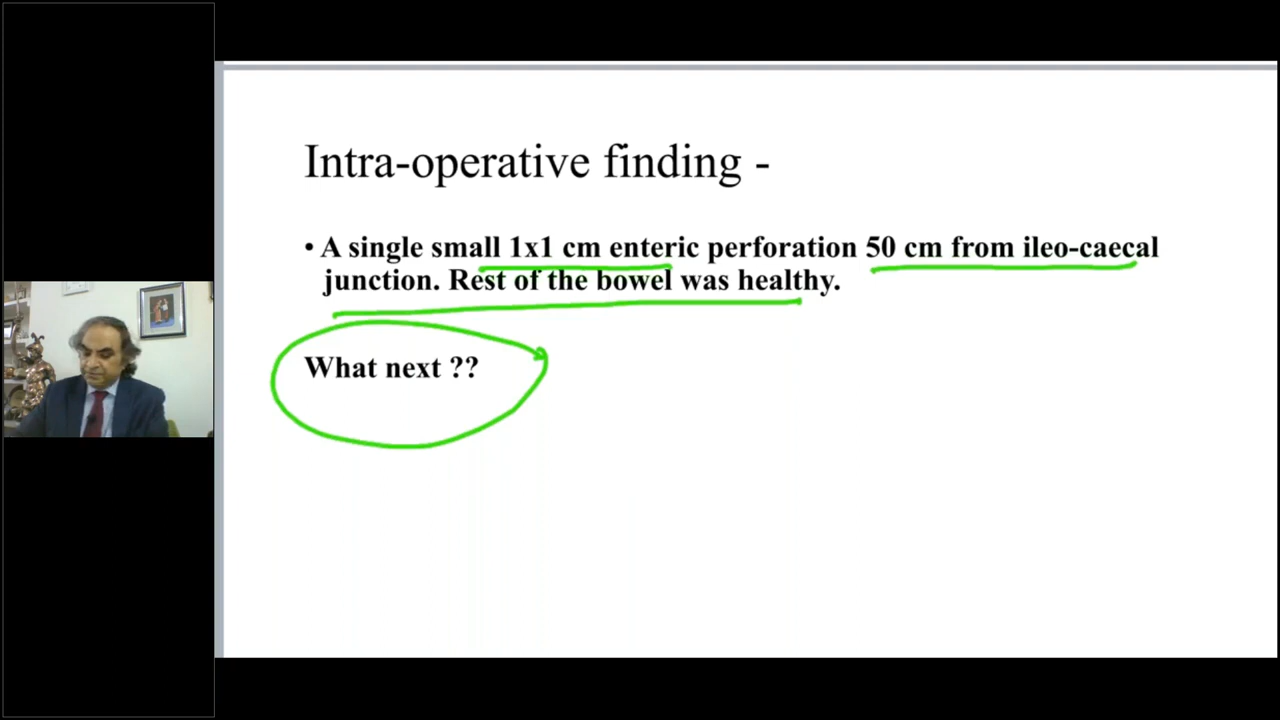 Intra-operative finding -
• A single small 1x1 cm enteric perforation 50 cm from ileo-caecal
junction. Rest of the bowel was healthy.
What next ??